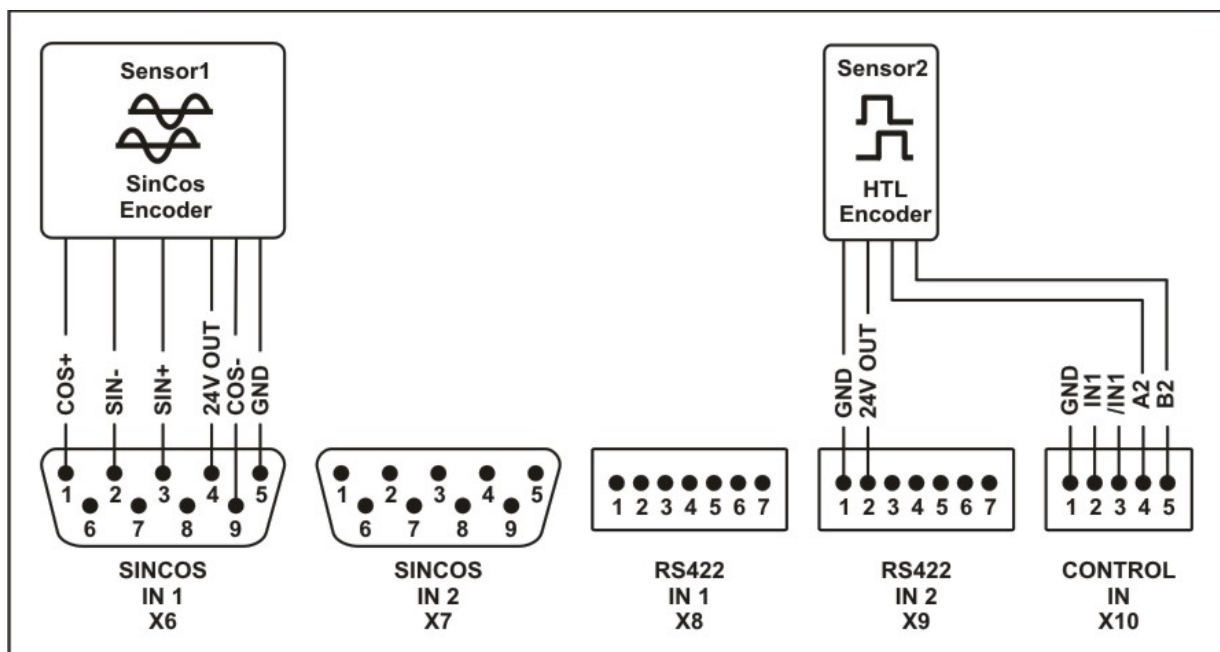 Sensor1
SinCos
Encoder
Sensor2
HTL
Encoder
COS+
SIN-
SIN+
24V OUT
COS-
GND
GND
24V OUT
GND
IN1
/IN1
A2
B2
1 2 3 4 5
6 7 8 9
1 2 3 4 5
6 7 8 9
1 2 3 4 5 6 7
1 2 3 4 5 6 7
1 2 3 4 5
SINCOS
IN 1
X6
SINCOS
IN 2
X7
RS422
IN 1
X8
RS422
IN 2
X9
CONTROL
IN
X10